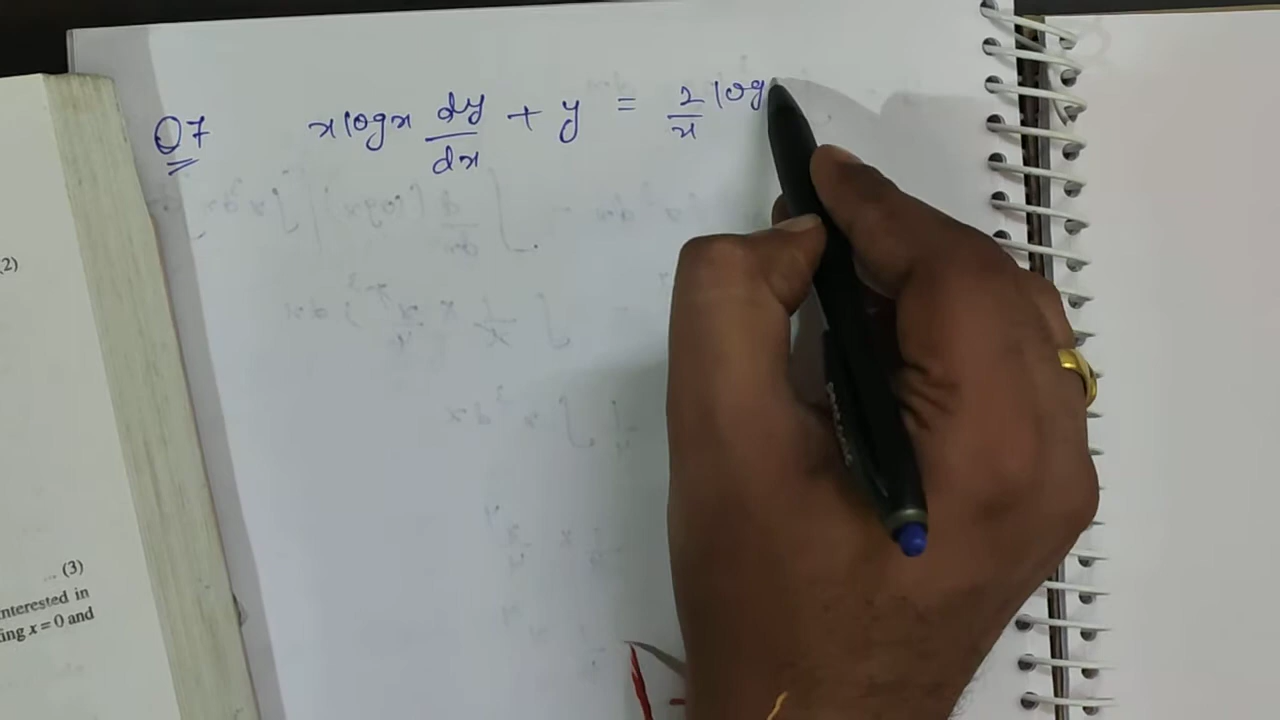 Q7 x log x dy/dx + y = 2/x log
(2)
... (3)
nterested in
ing x = 0 and